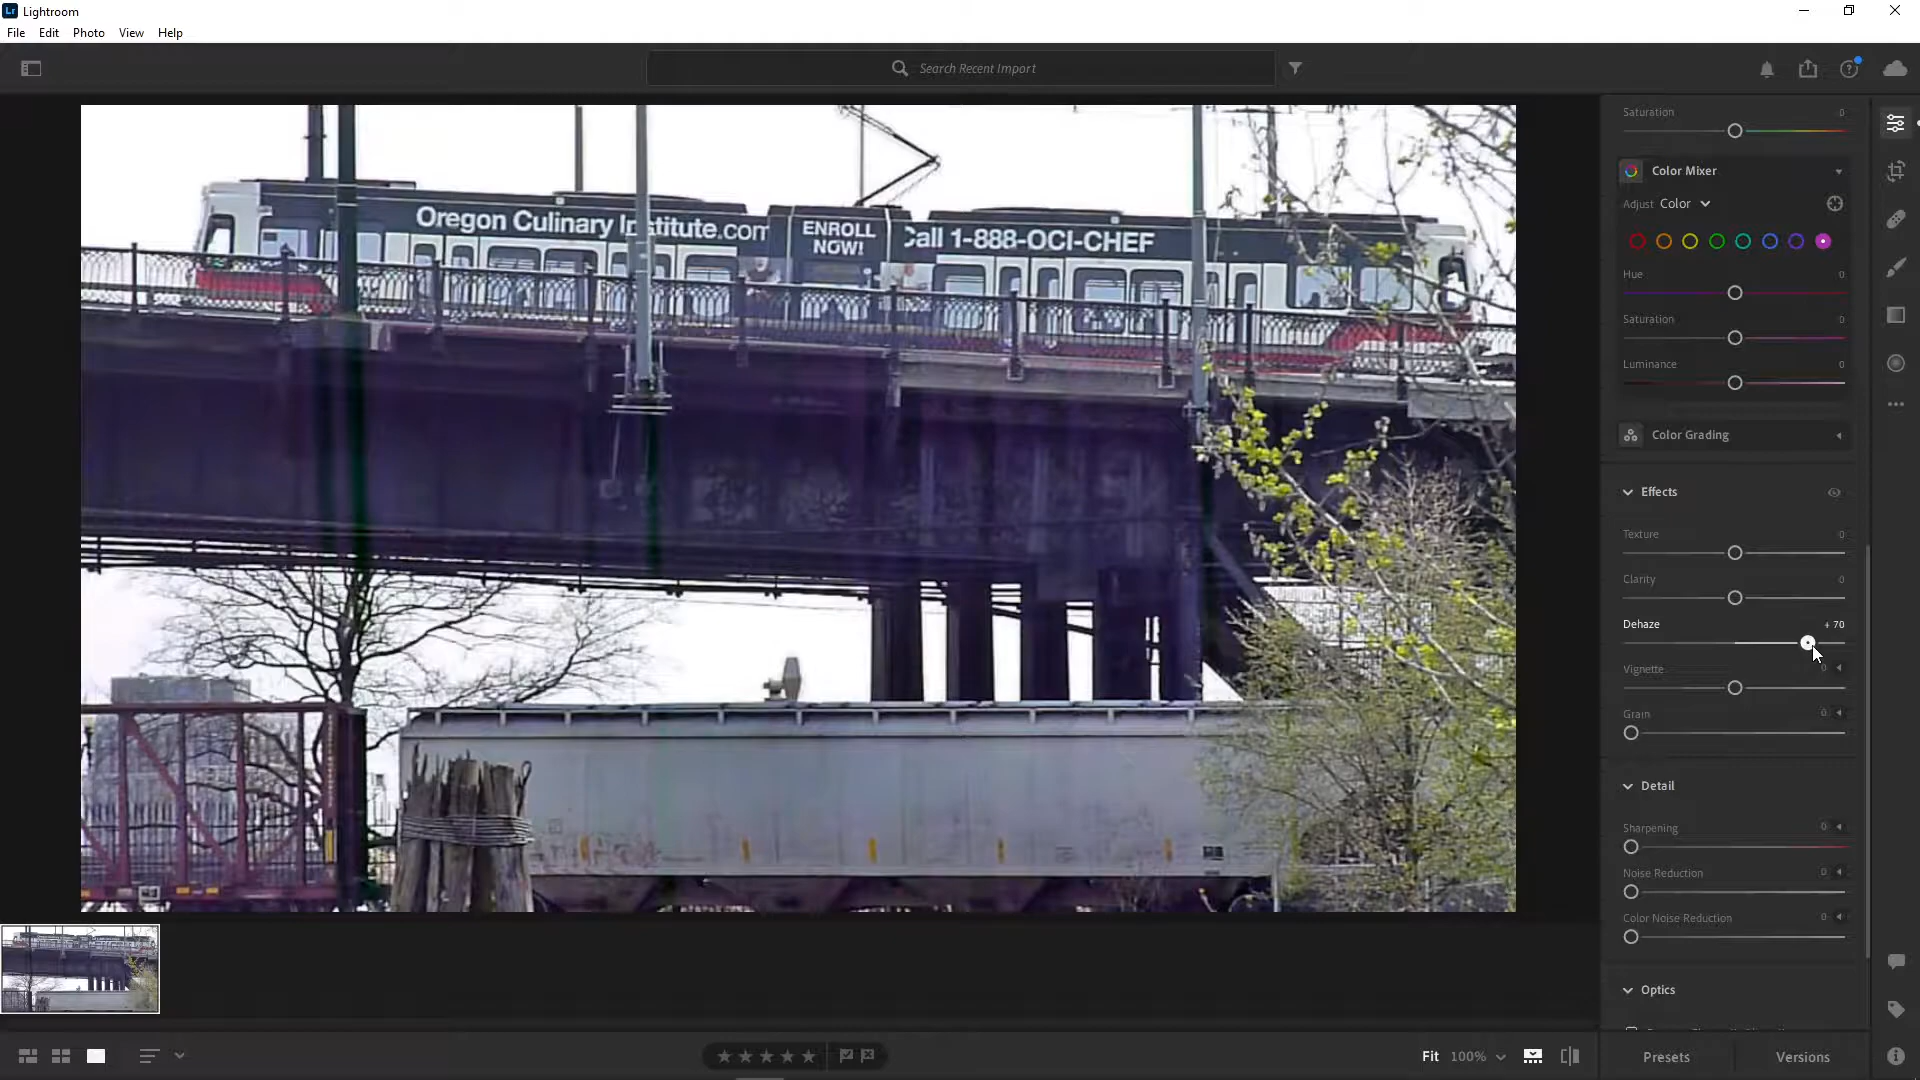 Lr Lightroom
File Edit Photo View Help
Search Recent Import
Oregon Culinary Institute.com
ENROLL
NOW!
Call 1-888-OCI-CHEF
Saturation 0
Color Mixer
Adjust Color
Hue 0
Saturation 0
Luminance 0
Color Grading
Effects
Texture 0
Clarity 0
Dehaze + 70
Vignette 0
Grain 0
Detail
Sharpening 0
Noise Reduction 0
Color Noise Reduction 0
Optics
Fit 100%
Presets Versions